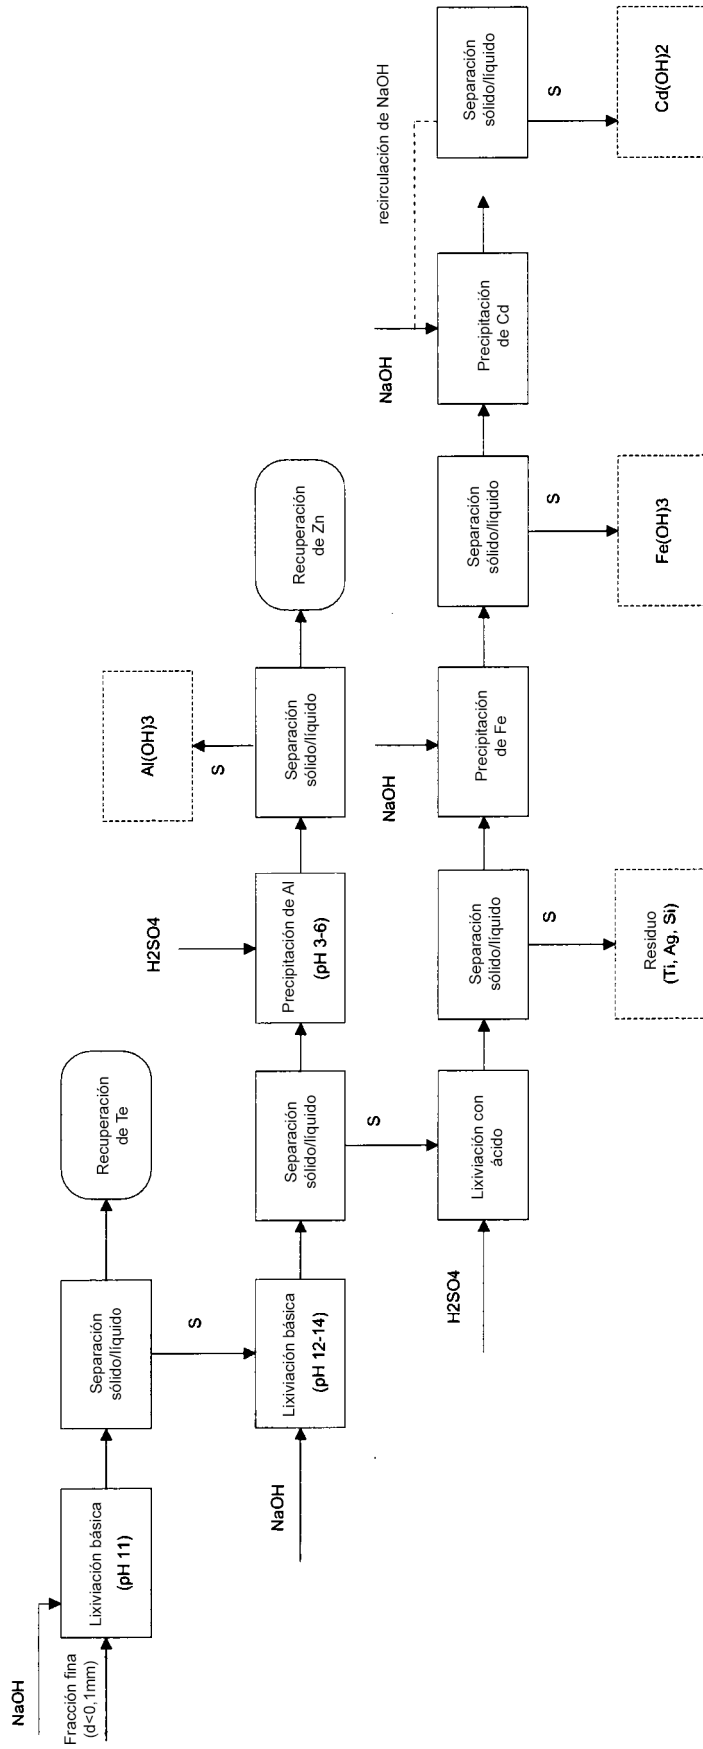 NaOH
Fracción fina
(d<0,1mm)
Lixiviación básica
(pH 11)
Separación
sólido/líquido
Recuperación
de Te
S
NaOH
Lixiviación básica
(pH 12-14)
Separación
sólido/líquido
H2SO4
Precipitación de Al
(pH 3-6)
Separación
sólido/líquido
S
Al(OH)3
Recuperación
de Zn
S
H2SO4
Lixiviación con
ácido
Separación
sólido/líquido
S
Residuo
(Ti, Ag, Si)
NaOH
Precipitación
de Fe
Separación
sólido/líquido
S
Fe(OH)3
NaOH
recirculación de NaOH
Precipitación
de Cd
Separación
sólido/líquido
S
Cd(OH)2